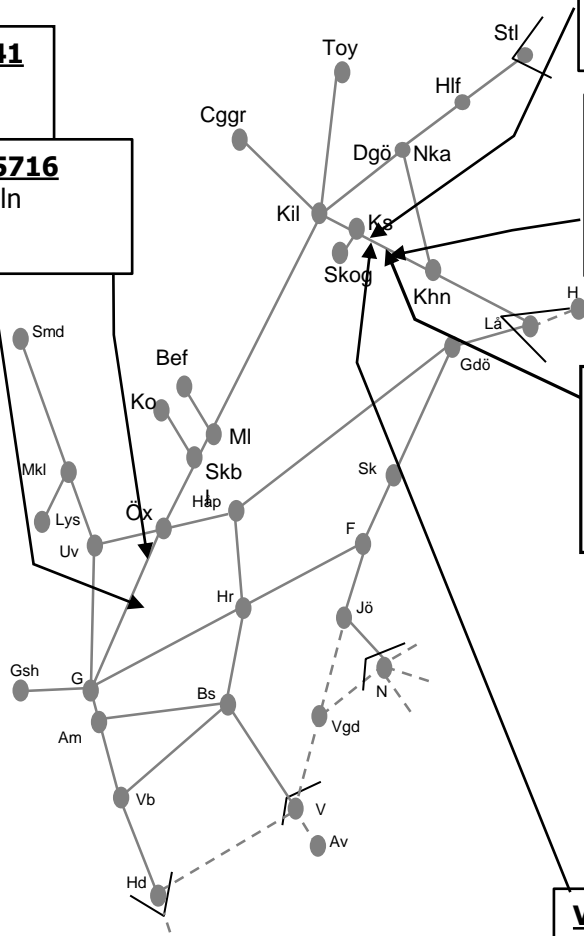 41
5716
ln
Stl
Toy
Hlf
Cggr
Dgö
Nka
Kil
Ks
Skog
Khn
H
Lå
Smd
Gdö
Bef
Ko
Ml
Mkl
Skb
l
Sk
Håp
Lys
Öx
Uv
F
Hr
Jö
Gsh
G
Bs
N
Am
Vgd
Vb
V
Av
Hd
V